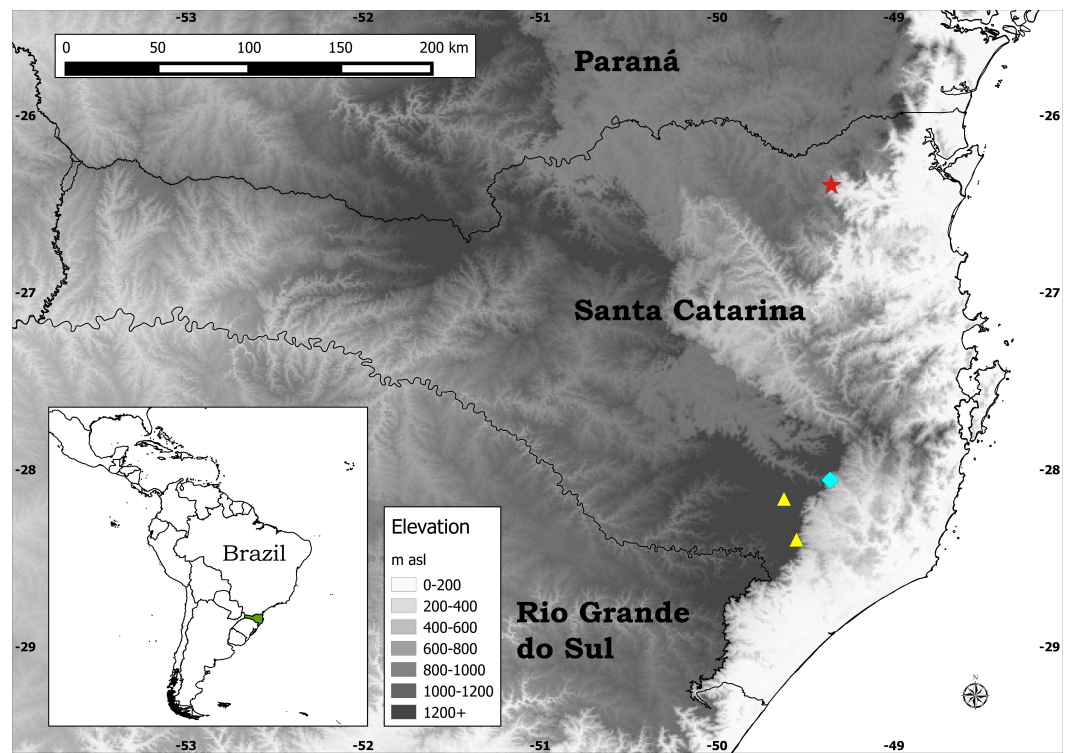 -53 -52 -51 -50 -49
0 50 100 150 200 km
Paraná
-26 -26
-27 -27
Santa Catarina
-28 -28
Brazil
Elevation
m asl
0-200
200-400
400-600
600-800
800-1000
1000-1200
1200+
Rio Grande
do Sul
-29 -29
N
-53 -52 -51 -50 -49